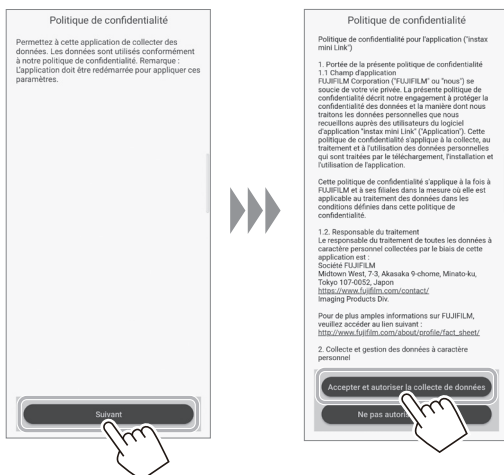 Politique de confidentialité
Permettez à cette application de collecter des
données. Les données sont utilisés conformément
à notre politique de confidentialité. Remarque :
L'application doit être redémarrée pour appliquer ces
paramètres.
Suivant
Politique de confidentialité
Politique de confidentialité pour l'application ("instax
mini Link")
1. Portée de la présente politique de confidentialité
1.1 Champ d'application
FUJIFILM Corporation ("FUJIFILM" ou "nous") se
soucie de votre vie privée. La présente politique de
confidentialité décrit notre engagement à protéger la
confidentialité des données et la manière dont nous
traitons les données personnelles que nous
recueillons auprès des utilisateurs du logiciel
d'application "instax mini Link" ("Application"). Cette
politique de confidentialité s'applique à la collecte, au
traitement et à l'utilisation des données personnelles
qui sont traitées par le téléchargement, l'installation et
l'utilisation de l'application.
Cette politique de confidentialité s'applique à la fois à
FUJIFILM et à ses filiales dans la mesure où elle est
applicable au traitement des données dans les
conditions définies dans cette politique de
confidentialité.
1.2. Responsable du traitement
Le responsable du traitement de toutes les données à
caractère personnel collectées par le biais de cette
application est :
Société FUJIFILM
Midtown West, 7-3, Akasaka 9-chome, Minato-ku,
Tokyo 107-0052, Japon
https://www.fujifilm.com/contact/
Imaging Products Div.
Pour de plus amples informations sur FUJIFILM,
veuillez accéder au lien suivant :
http://www.fujifilm.com/about/profile/fact_sheet/
2. Collecte et gestion des données à caractère
personnel
Accepter et autoriser la collecte de données
Ne pas